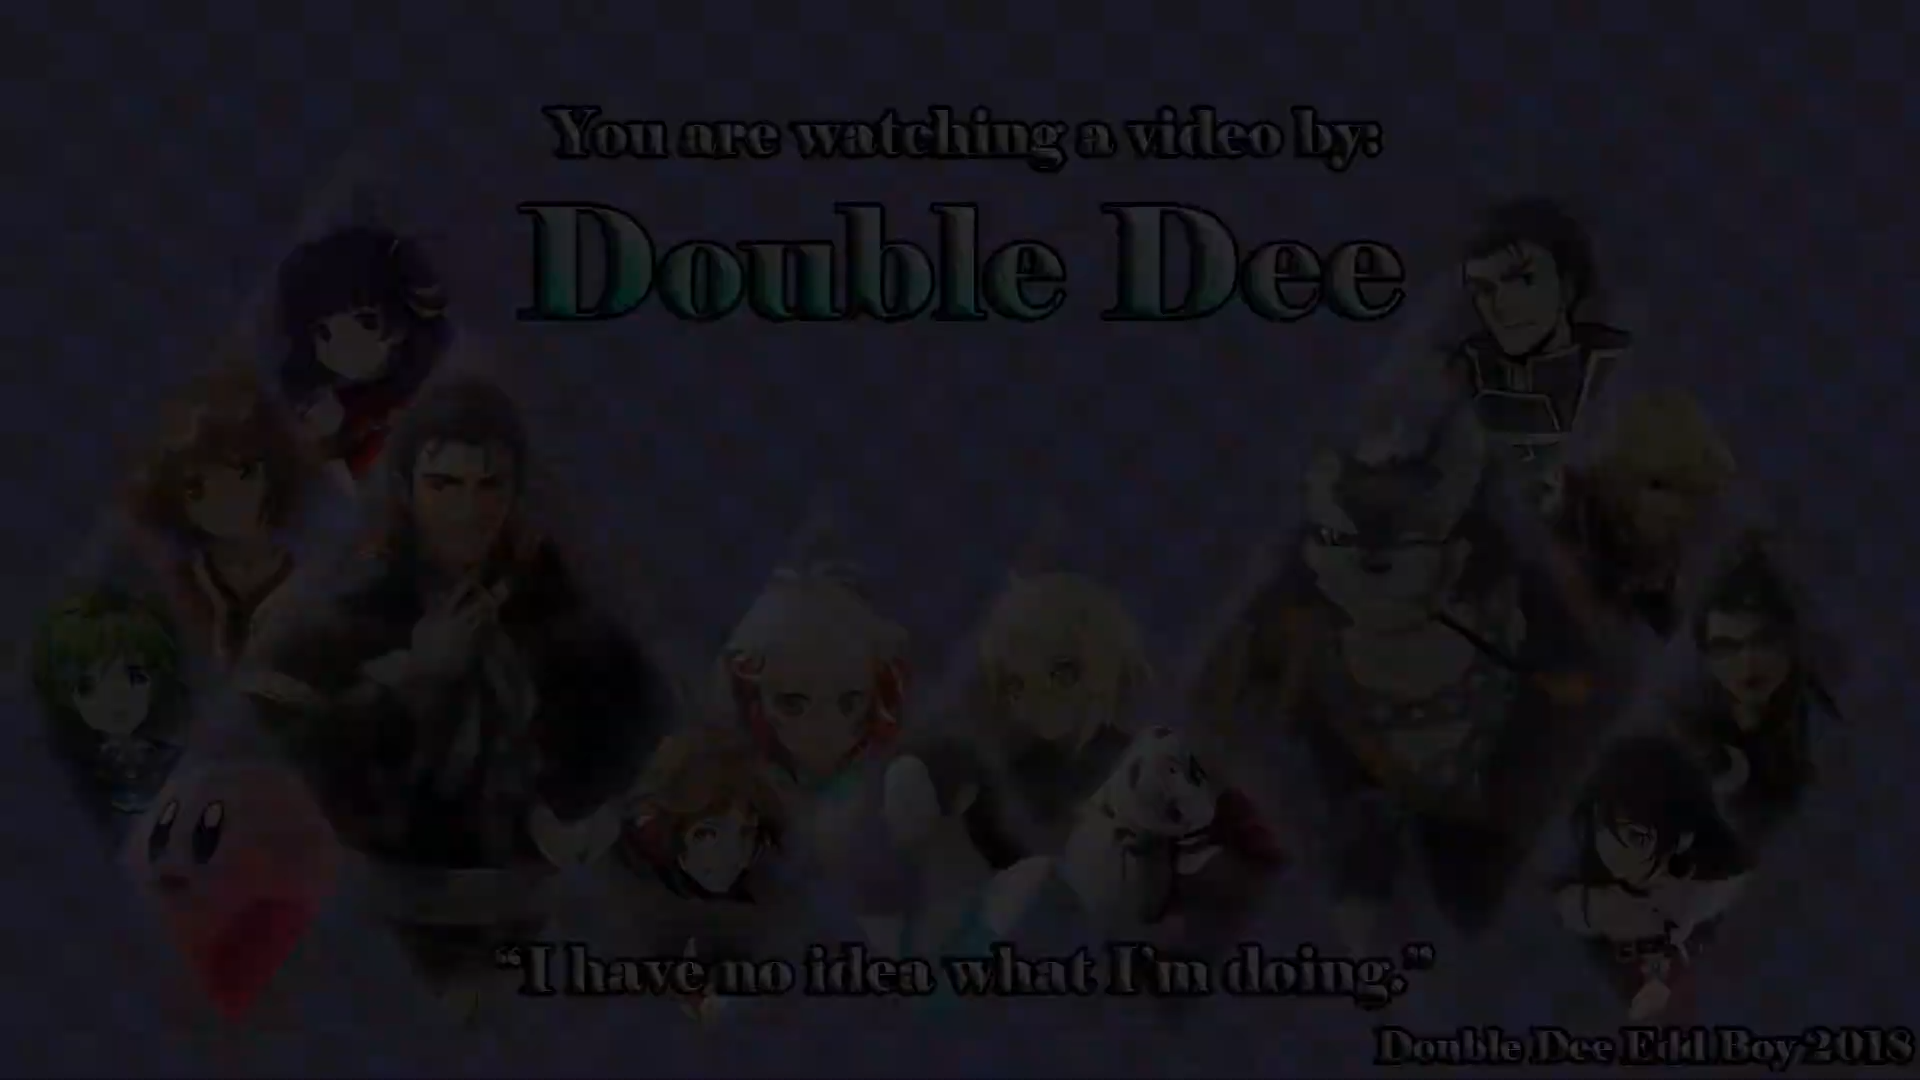 You are watching a video by:
Double Dee
“I have no idea what I'm doing.”
Double Dee Edd Boy 2018